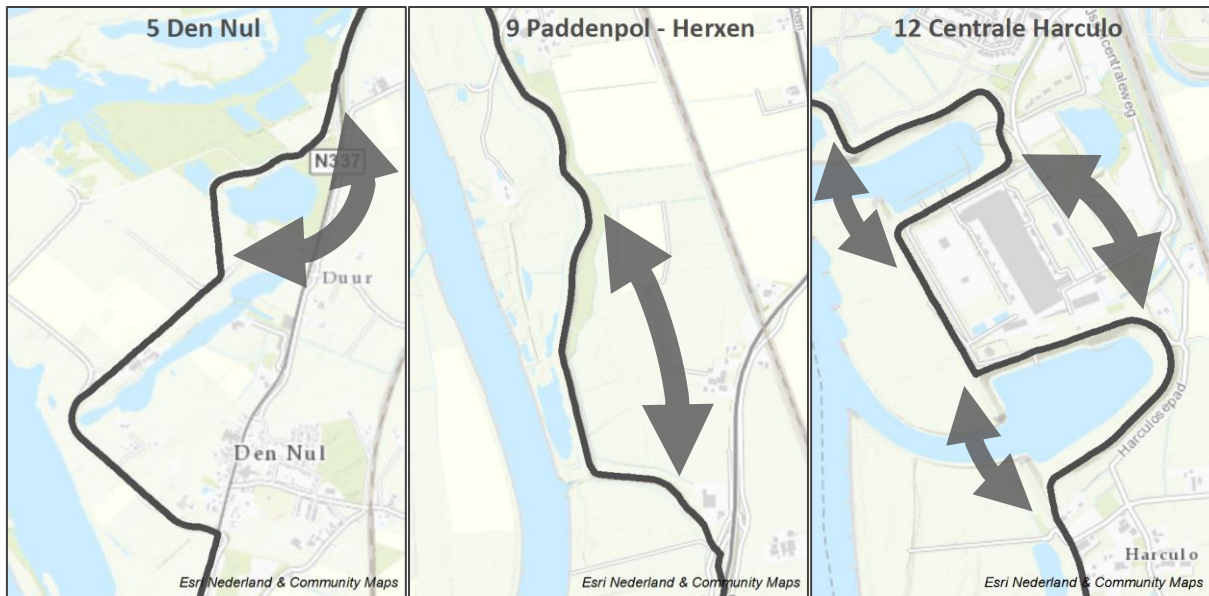 5 Den Nul
N337
Duur
Den Nul
Esri Nederland & Community Maps
9 Paddenpol - Herxen
Esri Nederland & Community Maps
12 Centrale Harculo
IJsselcentraleweg
Harculosepad
Harculo
Esri Nederland & Community Maps